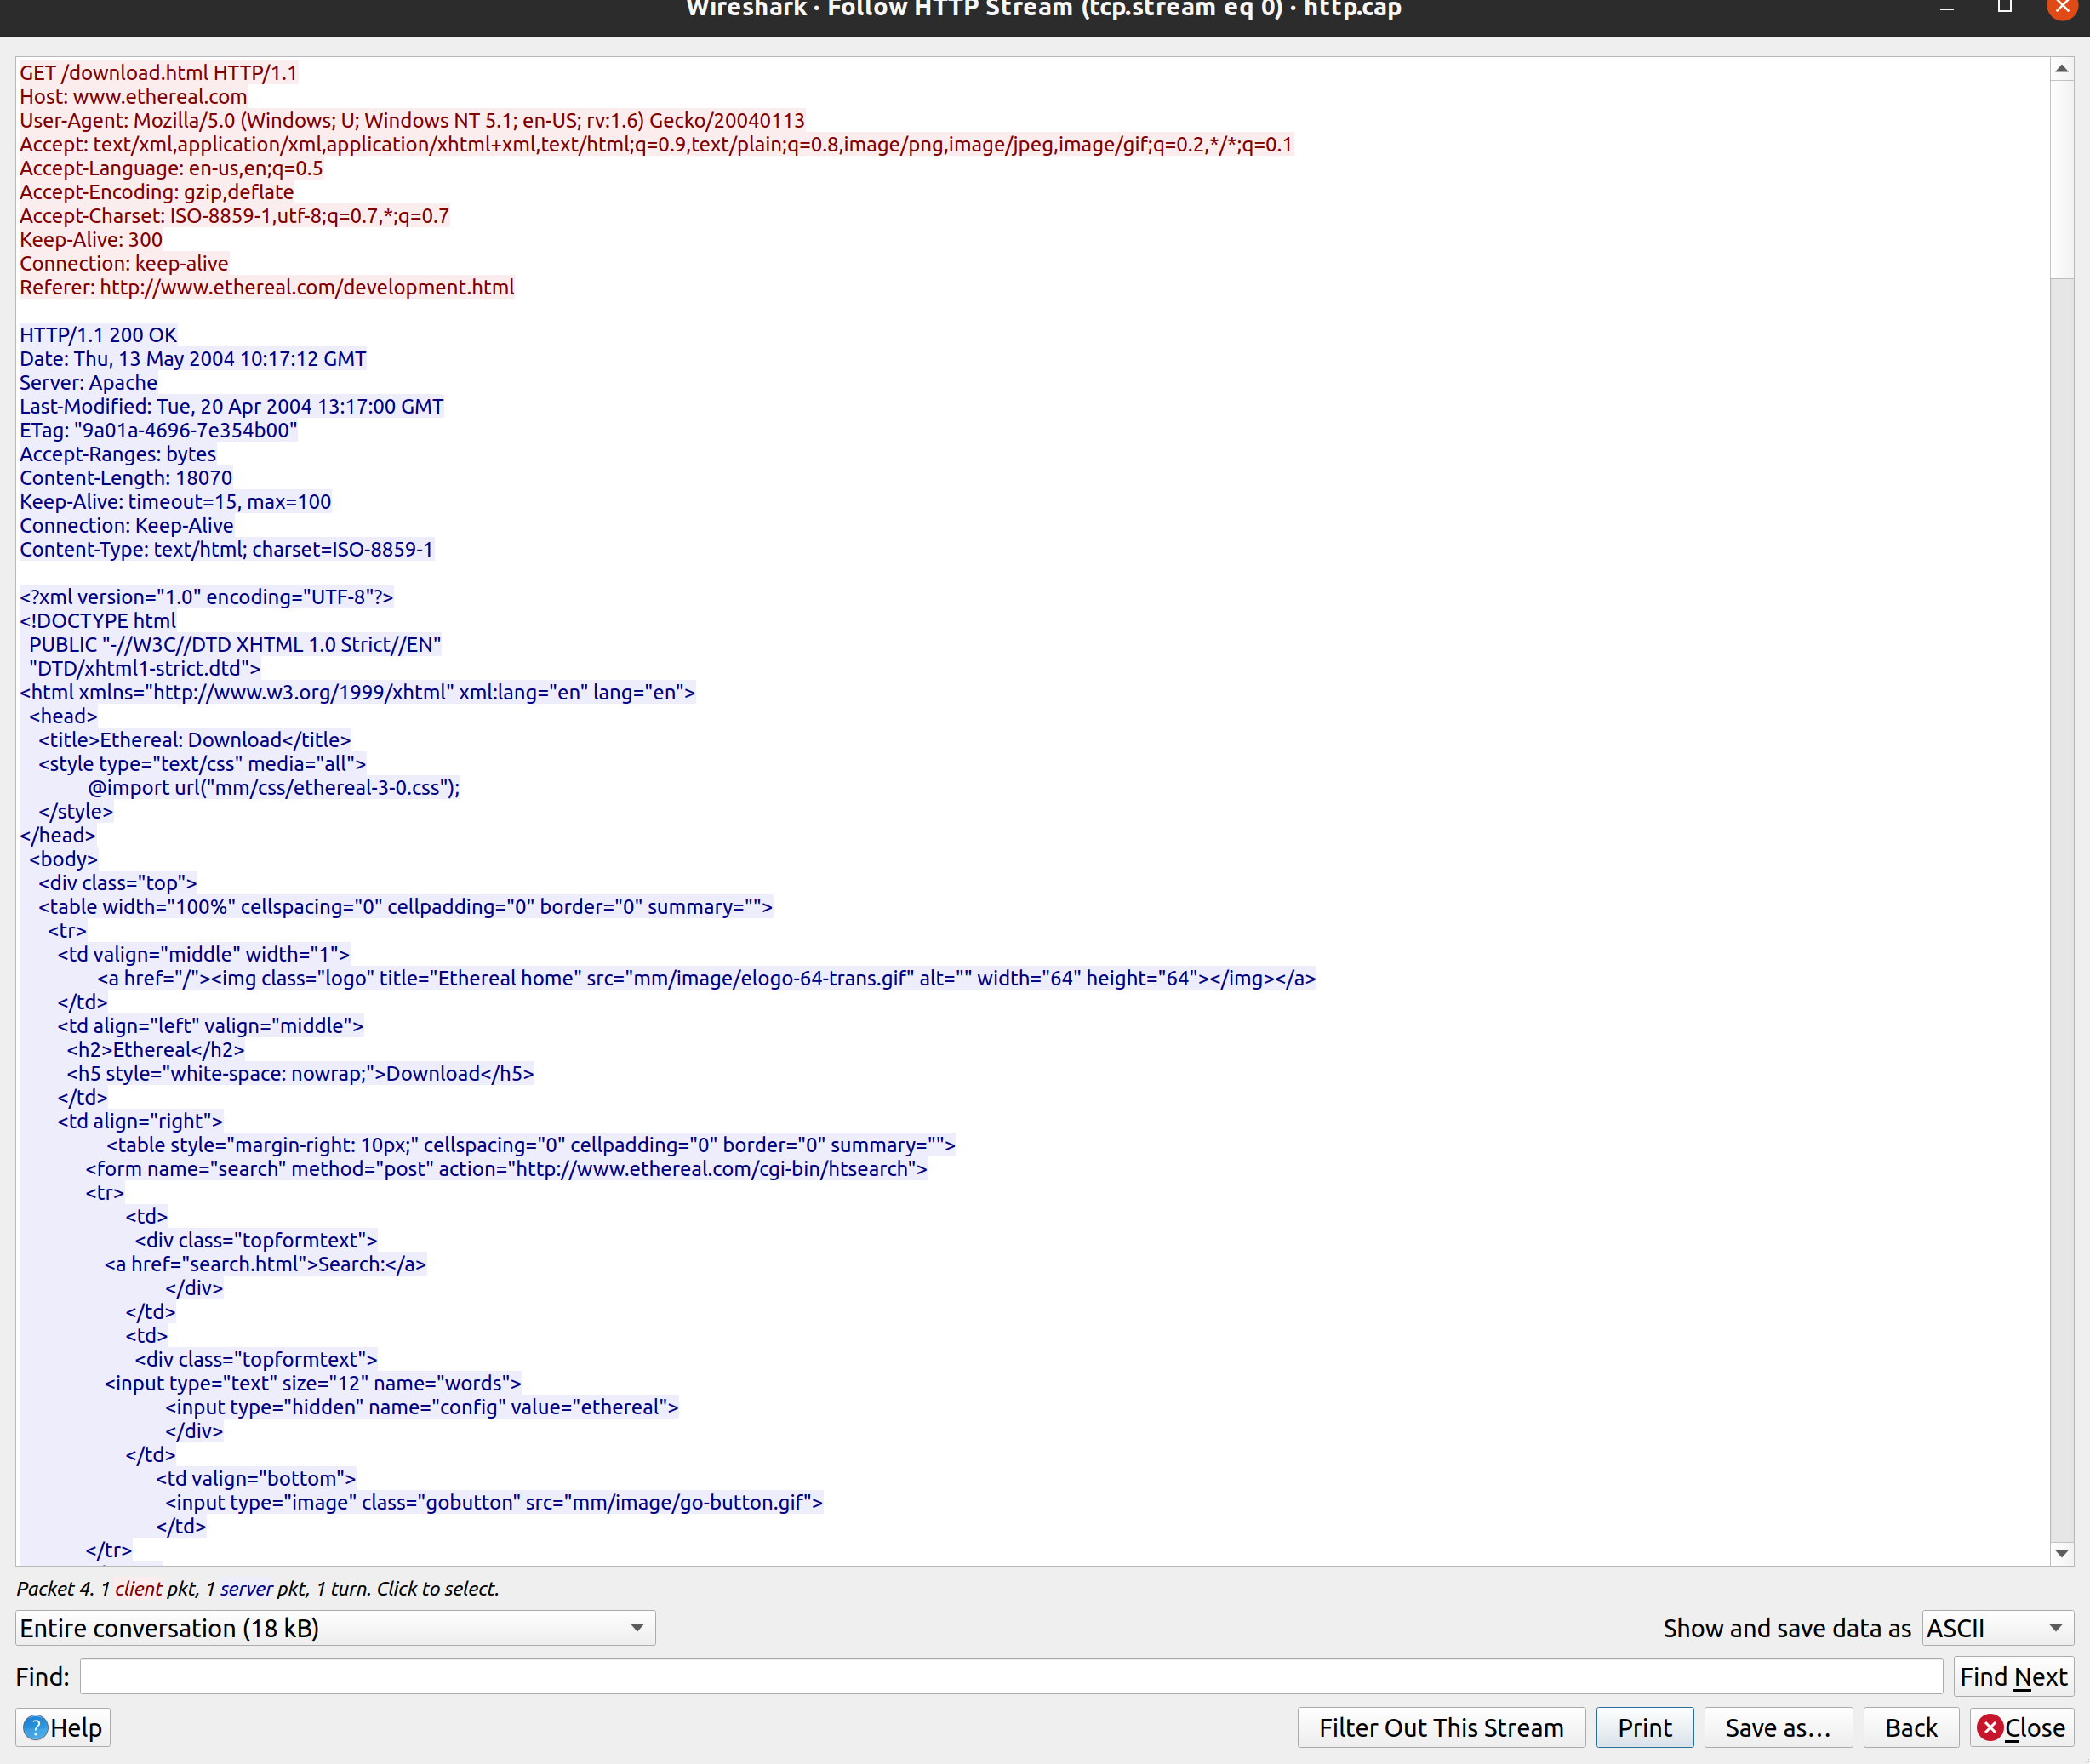 Wireshark · Follow HTTP Stream (tcp.stream eq 0) · http.cap
GET /download.html HTTP/1.1
Host: www.ethereal.com
User-Agent: Mozilla/5.0 (Windows; U; Windows NT 5.1; en-US; rv:1.6) Gecko/20040113
Accept: text/xml,application/xml,application/xhtml+xml,text/html;q=0.9,text/plain;q=0.8,image/png,image/jpeg,image/gif;q=0.2,*/*;q=0.1
Accept-Language: en-us,en;q=0.5
Accept-Encoding: gzip,deflate
Accept-Charset: ISO-8859-1,utf-8;q=0.7,*;q=0.7
Keep-Alive: 300
Connection: keep-alive
Referer: http://www.ethereal.com/development.html
HTTP/1.1 200 OK
Date: Thu, 13 May 2004 10:17:12 GMT
Server: Apache
Last-Modified: Tue, 20 Apr 2004 13:17:00 GMT
ETag: "9a01a-4696-7e354b00"
Accept-Ranges: bytes
Content-Length: 18070
Keep-Alive: timeout=15, max=100
Connection: Keep-Alive
Content-Type: text/html; charset=ISO-8859-1
<?xml version="1.0" encoding="UTF-8"?>
<!DOCTYPE html
PUBLIC "-//W3C//DTD XHTML 1.0 Strict//EN"
"DTD/xhtml1-strict.dtd">
<html xmlns="http://www.w3.org/1999/xhtml" xml:lang="en" lang="en">
<head>
<title>Ethereal: Download</title>
<style type="text/css" media="all">
@import url("mm/css/ethereal-3-0.css");
</style>
</head>
<body>
<div class="top">
<table width="100%" cellspacing="0" cellpadding="0" border="0" summary="">
<tr>
<td valign="middle" width="1">
<a href="/"><img class="logo" title="Ethereal home" src="mm/image/elogo-64-trans.gif" alt="" width="64" height="64"></img></a>
</td>
<td align="left" valign="middle">
<h2>Ethereal</h2>
<h5 style="white-space: nowrap;">Download</h5>
</td>
<td align="right">
<table style="margin-right: 10px;" cellspacing="0" cellpadding="0" border="0" summary="">
<form name="search" method="post" action="http://www.ethereal.com/cgi-bin/htsearch">
<tr>
<td>
<div class="topformtext">
<a href="search.html">Search:</a>
</div>
</td>
<td>
<div class="topformtext">
<input type="text" size="12" name="words">
<input type="hidden" name="config" value="ethereal">
</div>
</td>
<td valign="bottom">
<input type="image" class="gobutton" src="mm/image/go-button.gif">
</td>
</tr>
Packet 4. 1 client pkt, 1 server pkt, 1 turn. Click to select.
Entire conversation (18 kB)
Show and save data as ASCII
Find:
Find Next
Help
Filter Out This Stream
Print
Save as…
Back
Close